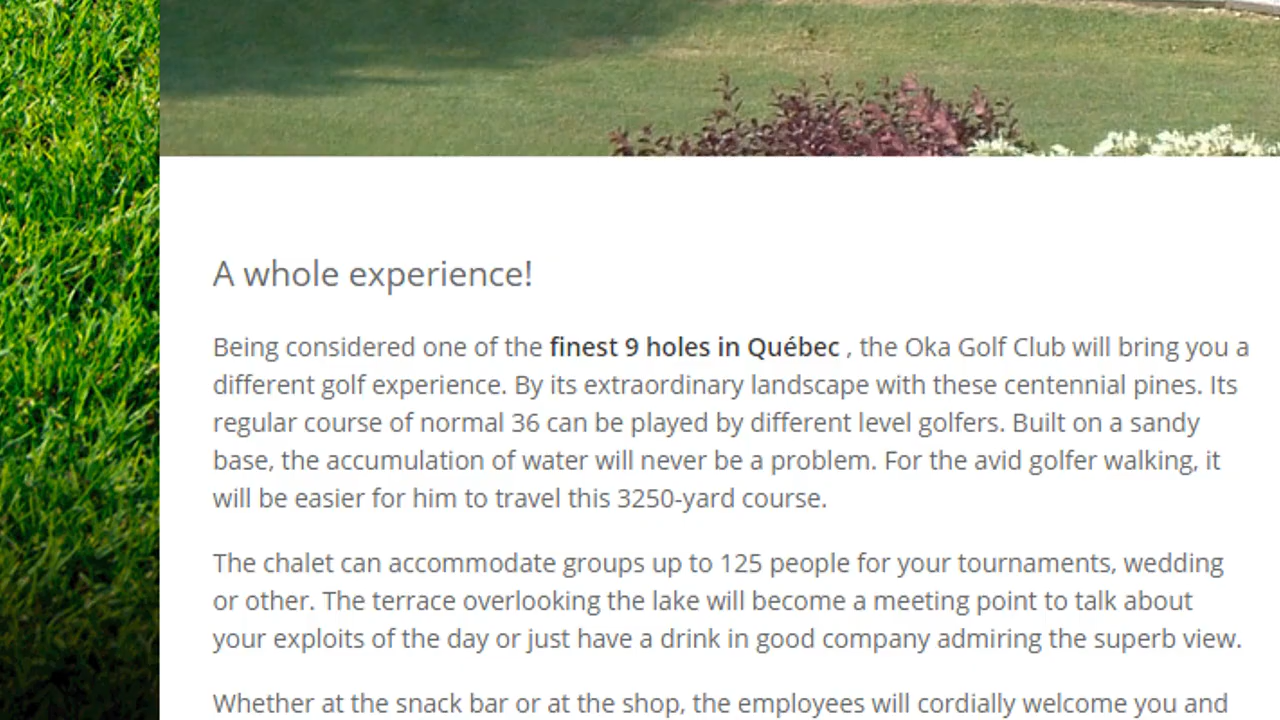 A whole experience!
Being considered one of the finest 9 holes in Québec , the Oka Golf Club will bring you a
different golf experience. By its extraordinary landscape with these centennial pines. Its
regular course of normal 36 can be played by different level golfers. Built on a sandy
base, the accumulation of water will never be a problem. For the avid golfer walking, it
will be easier for him to travel this 3250-yard course.
The chalet can accommodate groups up to 125 people for your tournaments, wedding
or other. The terrace overlooking the lake will become a meeting point to talk about
your exploits of the day or just have a drink in good company admiring the superb view.
Whether at the snack bar or at the shop, the employees will cordially welcome you and